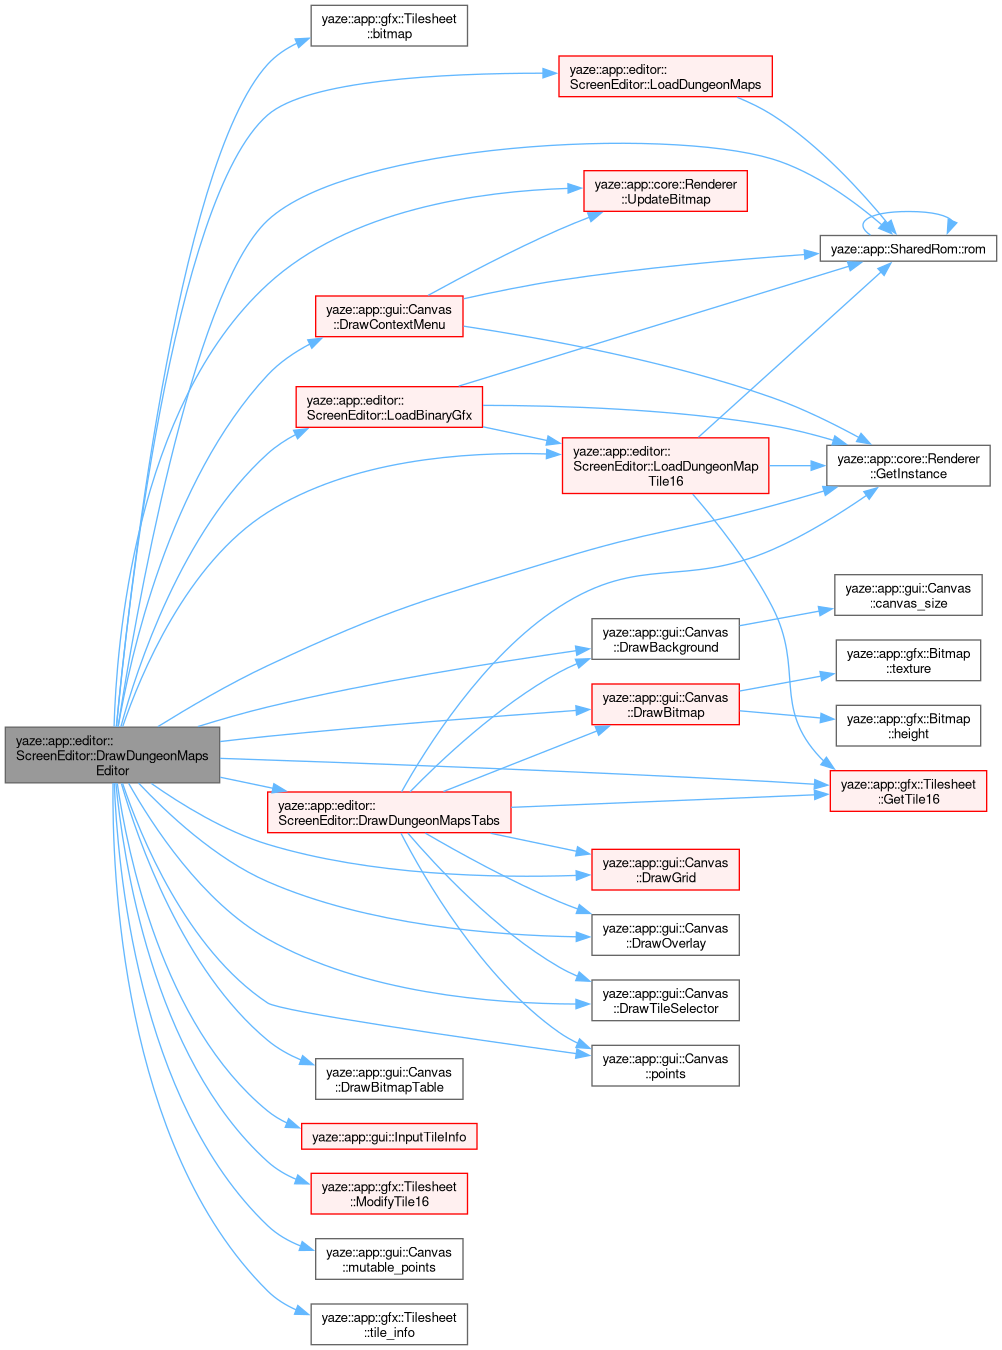 yaze::app::gfx::Tilesheet
::bitmap
yaze::app::editor::
ScreenEditor::LoadDungeonMaps
yaze::app::core::Renderer
::UpdateBitmap
yaze::app::SharedRom::rom
yaze::app::gui::Canvas
::DrawContextMenu
yaze::app::editor::
ScreenEditor::LoadBinaryGfx
yaze::app::editor::
ScreenEditor::LoadDungeonMap
Tile16
yaze::app::core::Renderer
::GetInstance
yaze::app::gui::Canvas
::canvas_size
yaze::app::gui::Canvas
::DrawBackground
yaze::app::gfx::Bitmap
::texture
yaze::app::gui::Canvas
::DrawBitmap
yaze::app::gfx::Bitmap
::height
yaze::app::editor::
ScreenEditor::DrawDungeonMaps
Editor
yaze::app::gfx::Tilesheet
::GetTile16
yaze::app::editor::
ScreenEditor::DrawDungeonMapsTabs
yaze::app::gui::Canvas
::DrawGrid
yaze::app::gui::Canvas
::DrawOverlay
yaze::app::gui::Canvas
::DrawTileSelector
yaze::app::gui::Canvas
::points
yaze::app::gui::Canvas
::DrawBitmapTable
yaze::app::gui::InputTileInfo
yaze::app::gfx::Tilesheet
::ModifyTile16
yaze::app::gui::Canvas
::mutable_points
yaze::app::gfx::Tilesheet
::tile_info